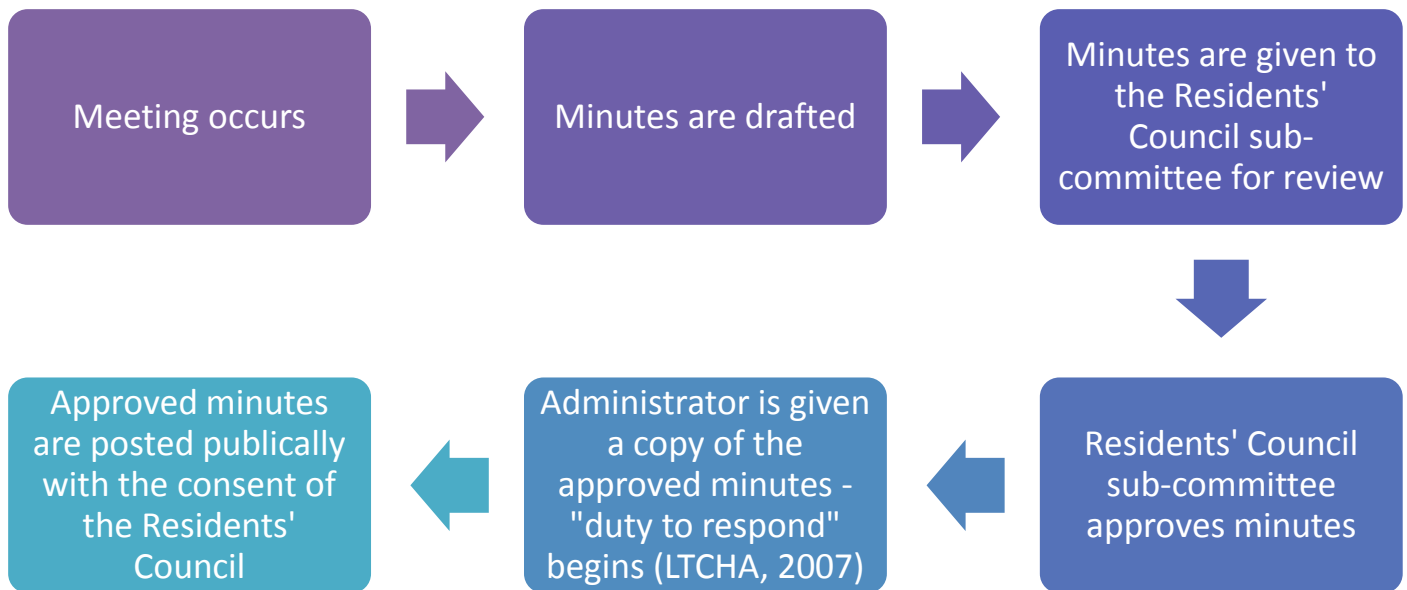 Meeting occurs
Minutes are drafted
Minutes are given to
the Residents'
Council sub-
committee for review
Residents' Council
sub-committee
approves minutes
Administrator is given
a copy of the
approved minutes -
"duty to respond"
begins (LTCHA, 2007)
Approved minutes
are posted publically
with the consent of
the Residents'
Council